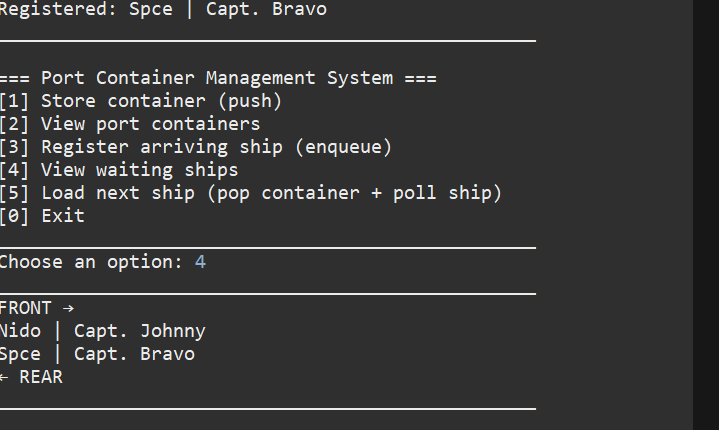 Registered: Spce | Capt. Bravo
=== Port Container Management System ===
[1] Store container (push)
[2] View port containers
[3] Register arriving ship (enqueue)
[4] View waiting ships
[5] Load next ship (pop container + poll ship)
[0] Exit
Choose an option: 4
FRONT →
Nido | Capt. Johnny
Spce | Capt. Bravo
← REAR